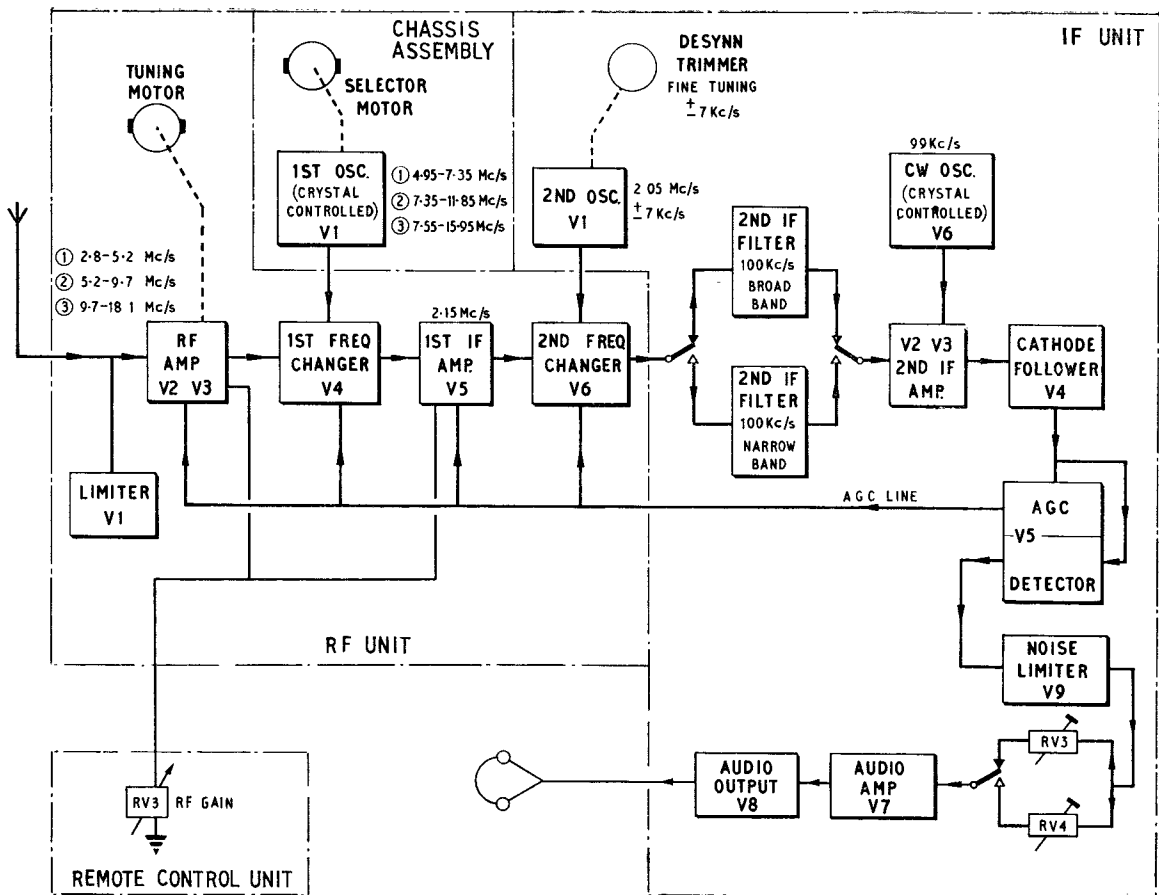 CHASSIS
ASSEMBLY
IF UNIT
TUNING
MOTOR
SELECTOR
MOTOR
DESYNN
TRIMMER
FINE TUNING
± 7 Kc/s
1ST OSC.
(CRYSTAL
CONTROLLED)
V1
① 4·95-7·35 Mc/s
② 7·35-11·85 Mc/s
③ 7·55-15·95 Mc/s
2ND OSC.
V1
2 05 Mc/s
± 7Kc/s
99 Kc/s
CW OSC.
(CRYSTAL
CONTROLLED)
V6
2ND IF
FILTER
100Kc/s
BROAD
BAND
① 2·8-5·2 Mc/s
② 5·2-9·7 Mc/s
③ 9·7-18 1 Mc/s
RF
AMP
V2 V3
1ST FREQ
CHANGER
V4
2·15 Mc/s
1ST IF
AMP.
V5
2ND FREQ
CHANGER
V6
2ND IF
FILTER
100Kc/s
NARROW
BAND
V2 V3
2ND IF
AMP.
CATHODE
FOLLOWER
V4
LIMITER
V1
AGC LINE
AGC
V5
DETECTOR
RF UNIT
NOISE
LIMITER
V9
RV3
RV4
AUDIO
OUTPUT
V8
AUDIO
AMP
V7
RV3
RF GAIN
REMOTE CONTROL UNIT